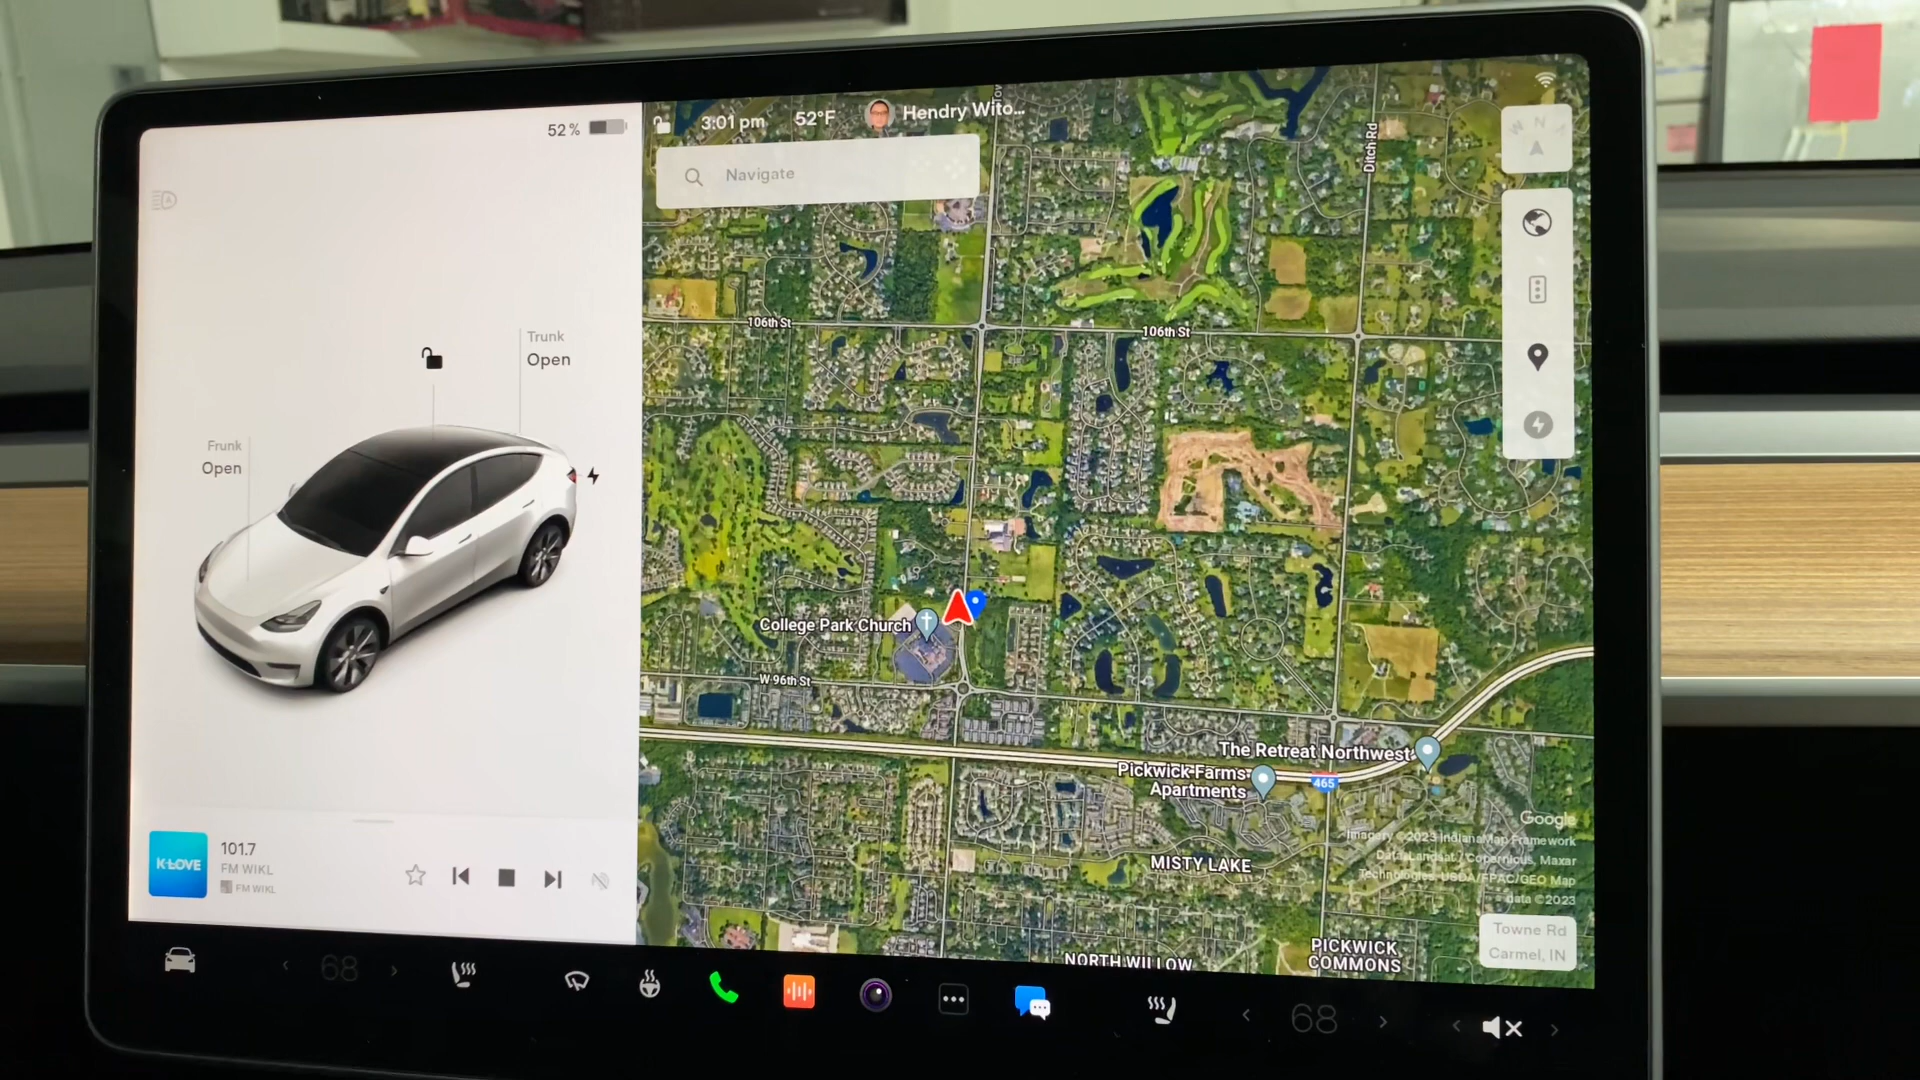 52%
3:01 pm
52°F
Hendry Wito...
Navigate
W N
Ditch Rd
106th St
106th St
Trunk
Open
Frunk
Open
College Park Church
W 96th St
The Retreat Northwest
Pickwick Farms
Apartments
465
MISTY LAKE
NORTH WILLOW
PICKWICK
COMMONS
Google
Imagery ©2023 IndianaMap Framework
Data, Landsat / Copernicus, Maxar
Technologies, USDA/FPAC/GEO Map
data ©2023
Towne Rd
Carmel, IN
K-LOVE
101.7
FM WIKL
FM WIKL
68
68